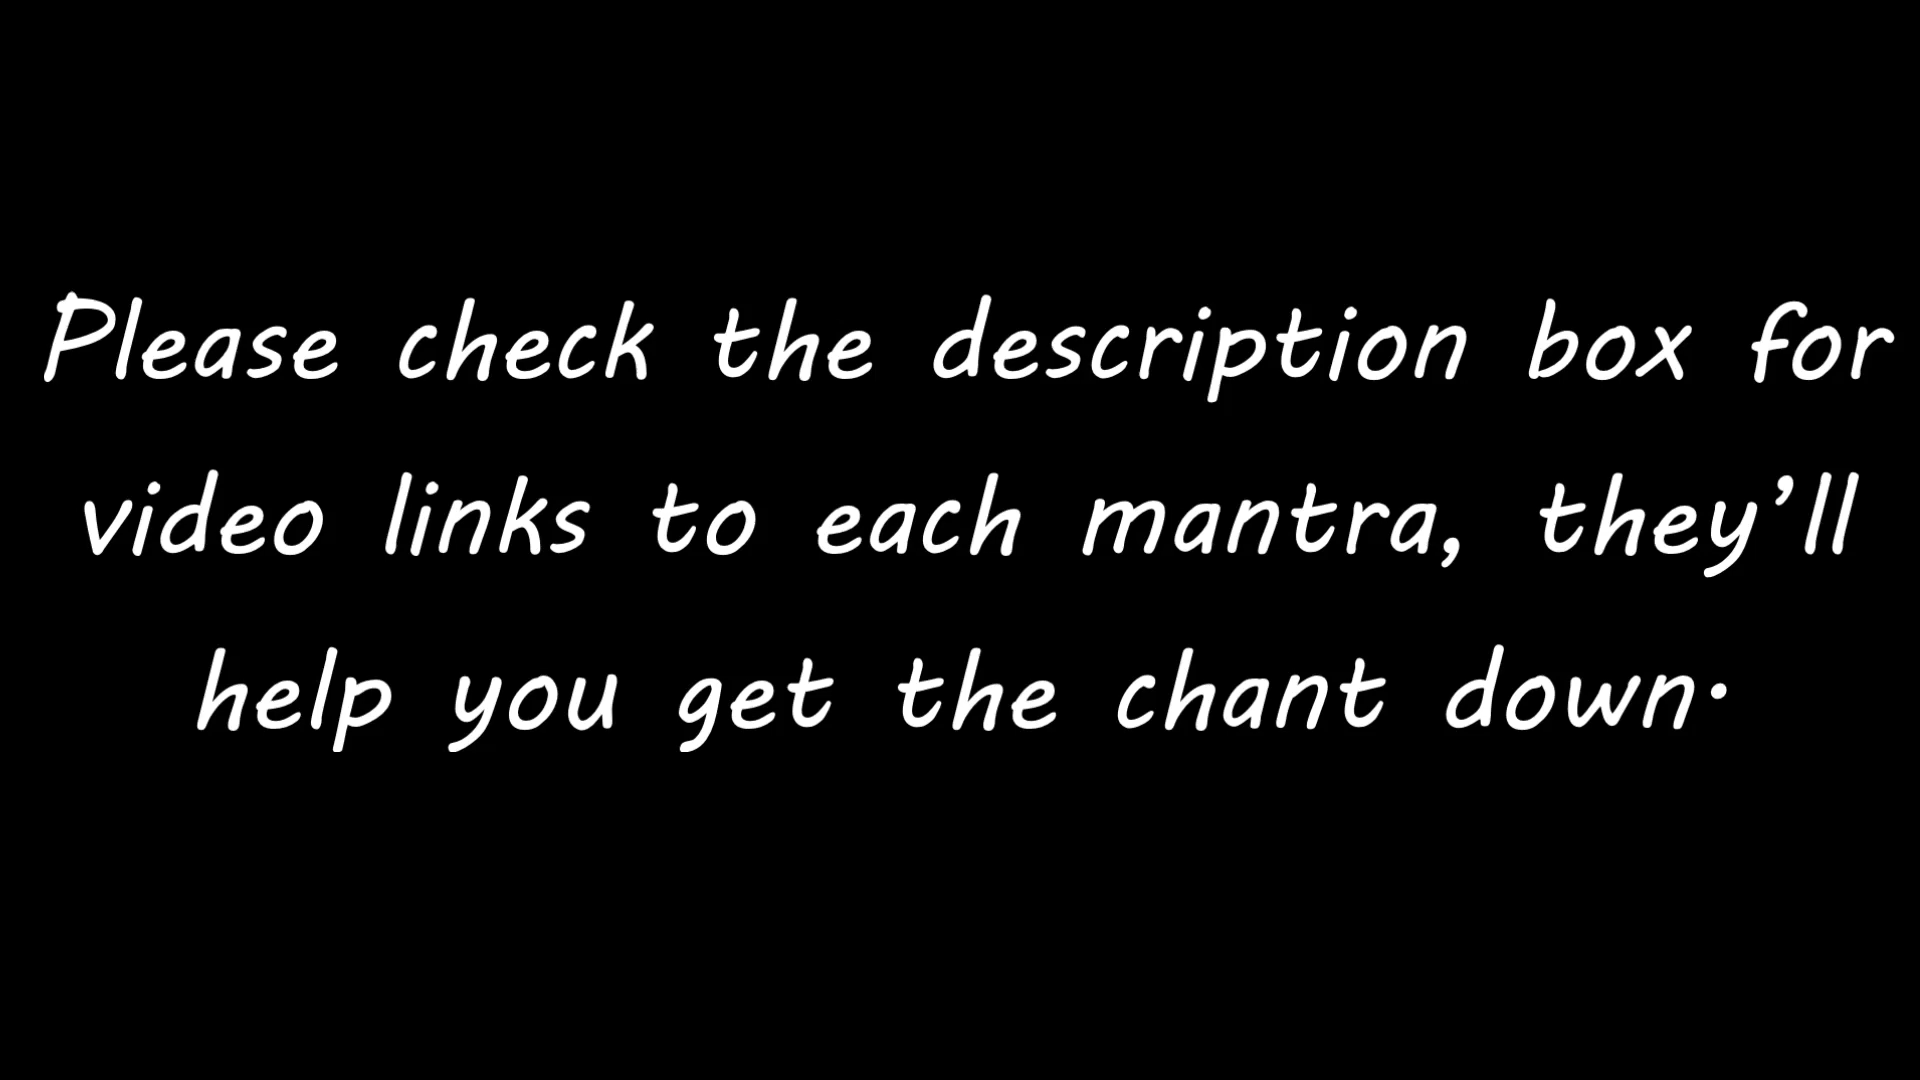 Please check the description box for
video links to each mantra, they’ll
help you get the chant down.